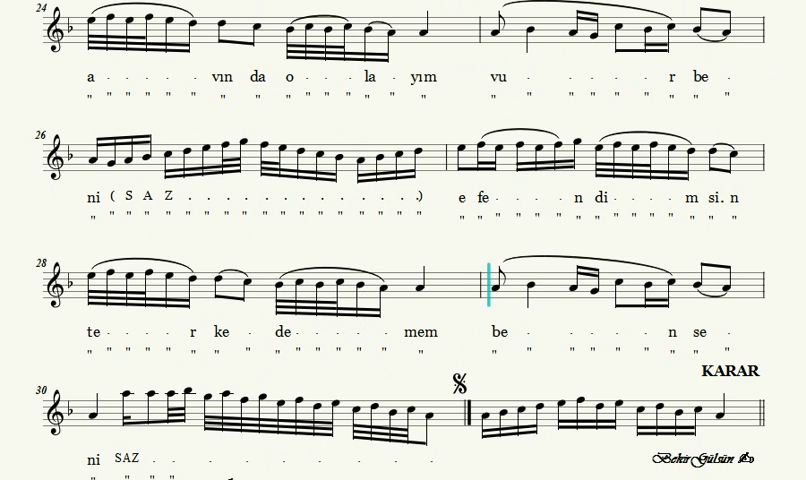 24
a . . . . . vın da o . . . la . yım vu . . . . r be .
" " " " " " " " " " " " " " " " " " " " " "
26
ni ( S A Z . . . . . . . . . . . . . ) e fe . . . . n di . . . . m si . n
" " " " " " " " " " " " " " " " " " " " " " " " " " " " " " " "
28
te . . . . r ke . de . . . . . mem be . . . . . n se .
" " " " " " " " " " " " " " " " " " " " " "
KARAR
30
ni SAZ . . . . . . . . . . . . . .
Bekir Gülsün
" " " "